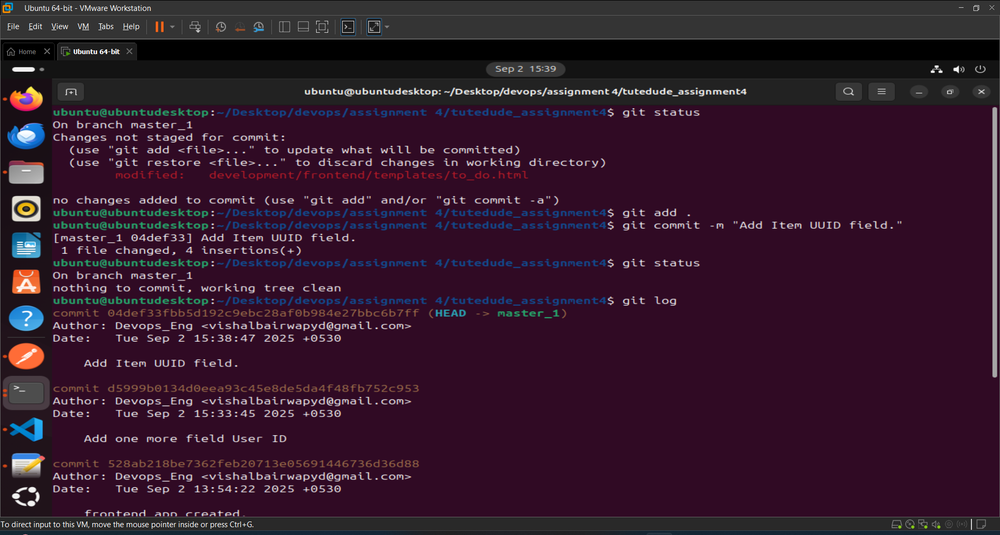 Ubuntu 64-bit - VMware Workstation
File Edit View VM Tabs Help
Home Ubuntu 64-bit
Sep 2 15:39
ubuntu@ubuntudesktop: ~/Desktop/devops/assignment 4/tutedude_assignment4
ubuntu@ubuntudesktop:~/Desktop/devops/assignment 4/tutedude_assignment4$ git status
On branch master_1
Changes not staged for commit:
  (use "git add <file>..." to update what will be committed)
  (use "git restore <file>..." to discard changes in working directory)
        modified:   development/frontend/templates/to_do.html

no changes added to commit (use "git add" and/or "git commit -a")
ubuntu@ubuntudesktop:~/Desktop/devops/assignment 4/tutedude_assignment4$ git add .
ubuntu@ubuntudesktop:~/Desktop/devops/assignment 4/tutedude_assignment4$ git commit -m "Add Item UUID field."
[master_1 04def33] Add Item UUID field.
 1 file changed, 4 insertions(+)
ubuntu@ubuntudesktop:~/Desktop/devops/assignment 4/tutedude_assignment4$ git status
On branch master_1
nothing to commit, working tree clean
ubuntu@ubuntudesktop:~/Desktop/devops/assignment 4/tutedude_assignment4$ git log
commit 04def33fbb5d192c9ebc28af0b984e27bbc6b7ff (HEAD -> master_1)
Author: Devops_Eng <vishalbairwapyd@gmail.com>
Date:   Tue Sep 2 15:38:47 2025 +0530

    Add Item UUID field.

commit d5999b0134d0eea93c45e8de5da4f48fb752c953
Author: Devops_Eng <vishalbairwapyd@gmail.com>
Date:   Tue Sep 2 15:33:45 2025 +0530

    Add one more field User ID

commit 528ab218be7362feb20713e05691446736d36d88
Author: Devops_Eng <vishalbairwapyd@gmail.com>
Date:   Tue Sep 2 13:54:22 2025 +0530

    frontend app created.
To direct input to this VM, move the mouse pointer inside or press Ctrl+G.